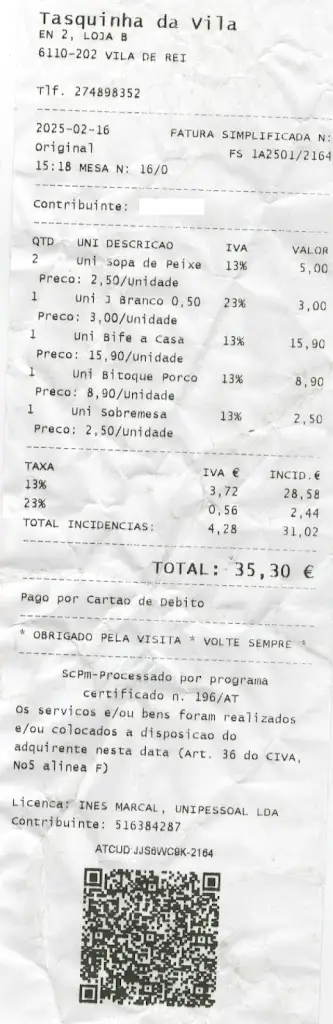 Tasquinha da Vila
EN 2, LOJA B
6110-202 VILA DE REI
Tlf. 274898352
2025-02-16 FATURA SIMPLIFICADA N:
Original FS 1A2501/2164
15:18 MESA N: 16/0
Contribuinte:
QTD UNI DESCRICAO IVA VALOR
2 Uni Sopa de Peixe 13% 5,00
Preco: 2,50/Unidade
1 Uni J Branco 0,50 23% 3,00
Preco: 3,00/Unidade
1 Uni Bife a Casa 13% 15,90
Preco: 15,90/Unidade
1 Uni Bitoque Porco 13% 8,90
Preco: 8,90/Unidade
1 Uni Sobremesa 13% 2,50
Preco: 2,50/Unidade
TAXA IVA € INCID.€
13% 3,72 28,58
23% 0,56 2,44
TOTAL INCIDENCIAS: 4,28 31,02
TOTAL: 35,30 €
Pago por Cartao de Debito
* OBRIGADO PELA VISITA * VOLTE SEMPRE *
ScPm-Processado por programa
certificado n. 196/AT
Os servicos e/ou bens foram realizados
e/ou colocados a disposicao do
adquirente nesta data (Art. 36 do CIVA,
No5 alinea F)
Licenca: INES MARCAL, UNIPESSOAL LDA
Contribuinte: 516384287
ATCUD:JJS6WC9K-2164